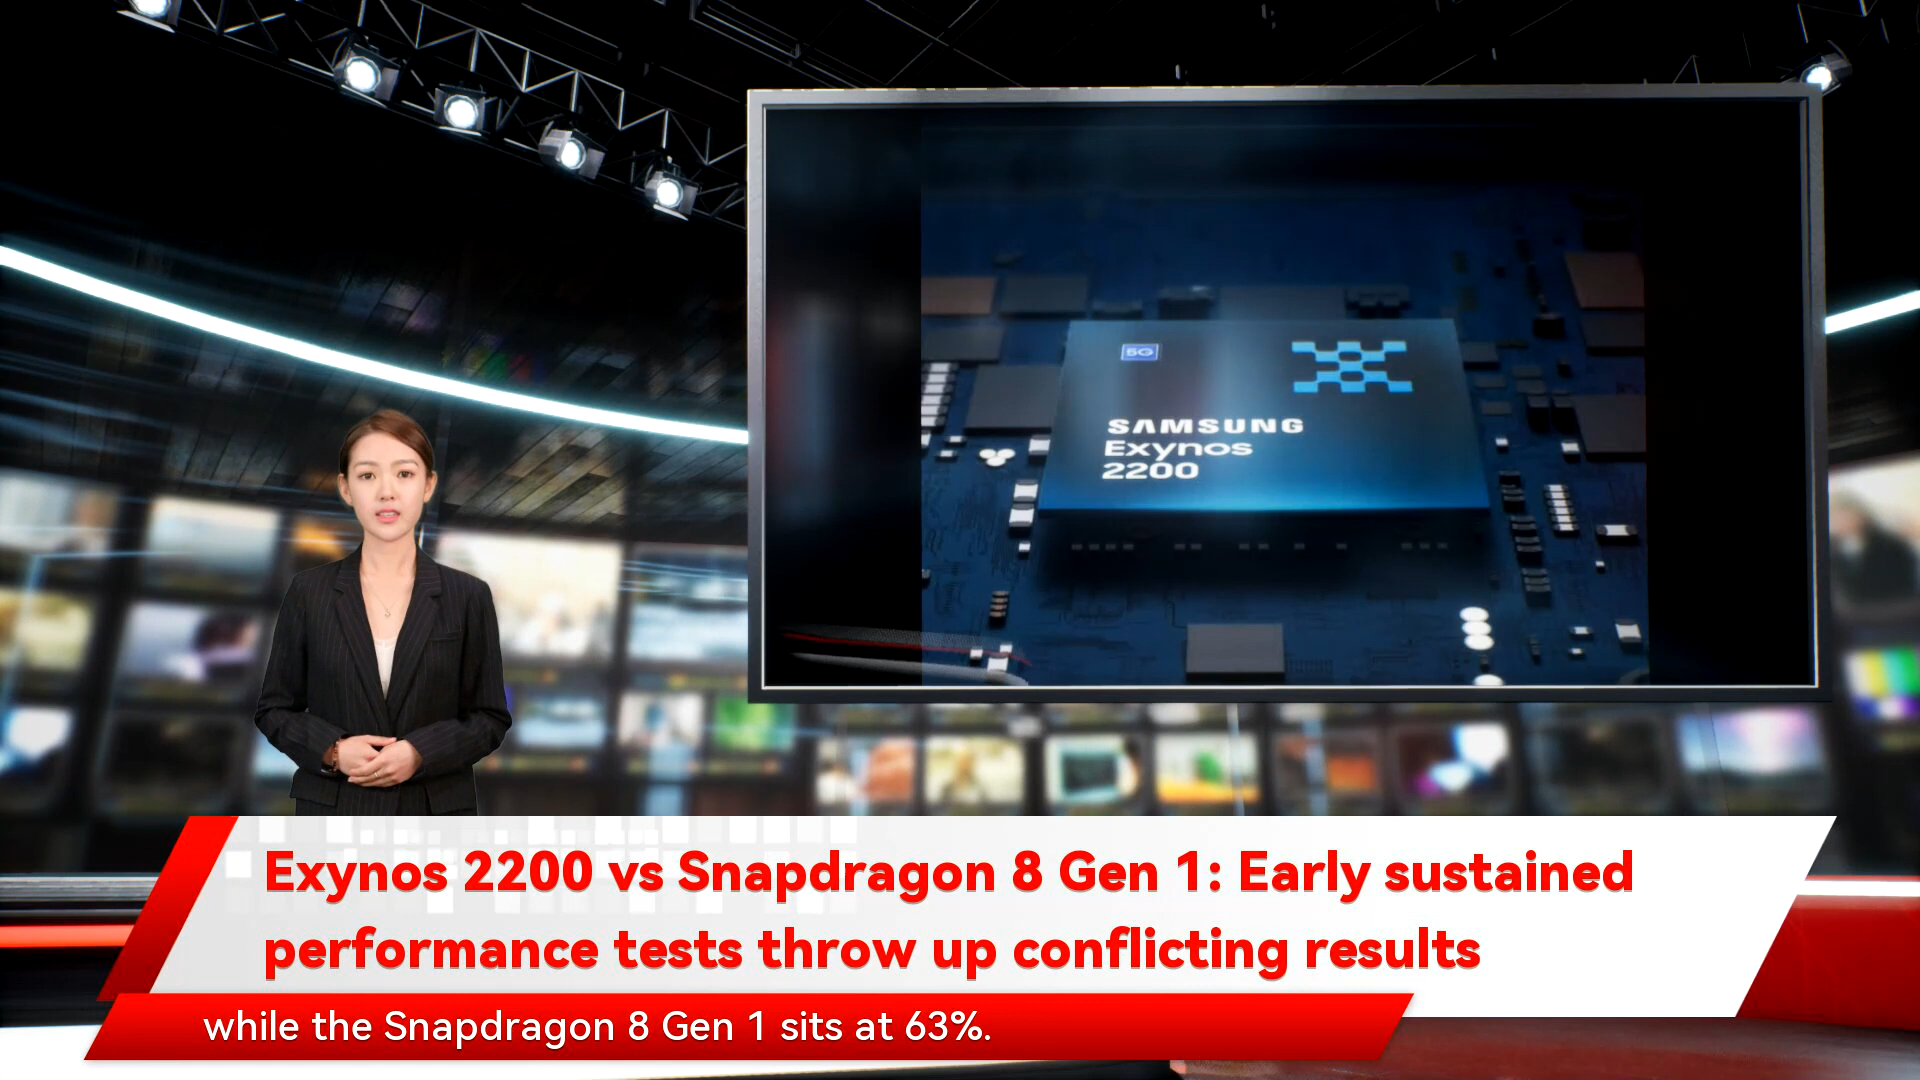 5G
SAMSUNG
Exynos
2200
Exynos 2200 vs Snapdragon 8 Gen 1: Early sustained
performance tests throw up conflicting results
while the Snapdragon 8 Gen 1 sits at 63%.